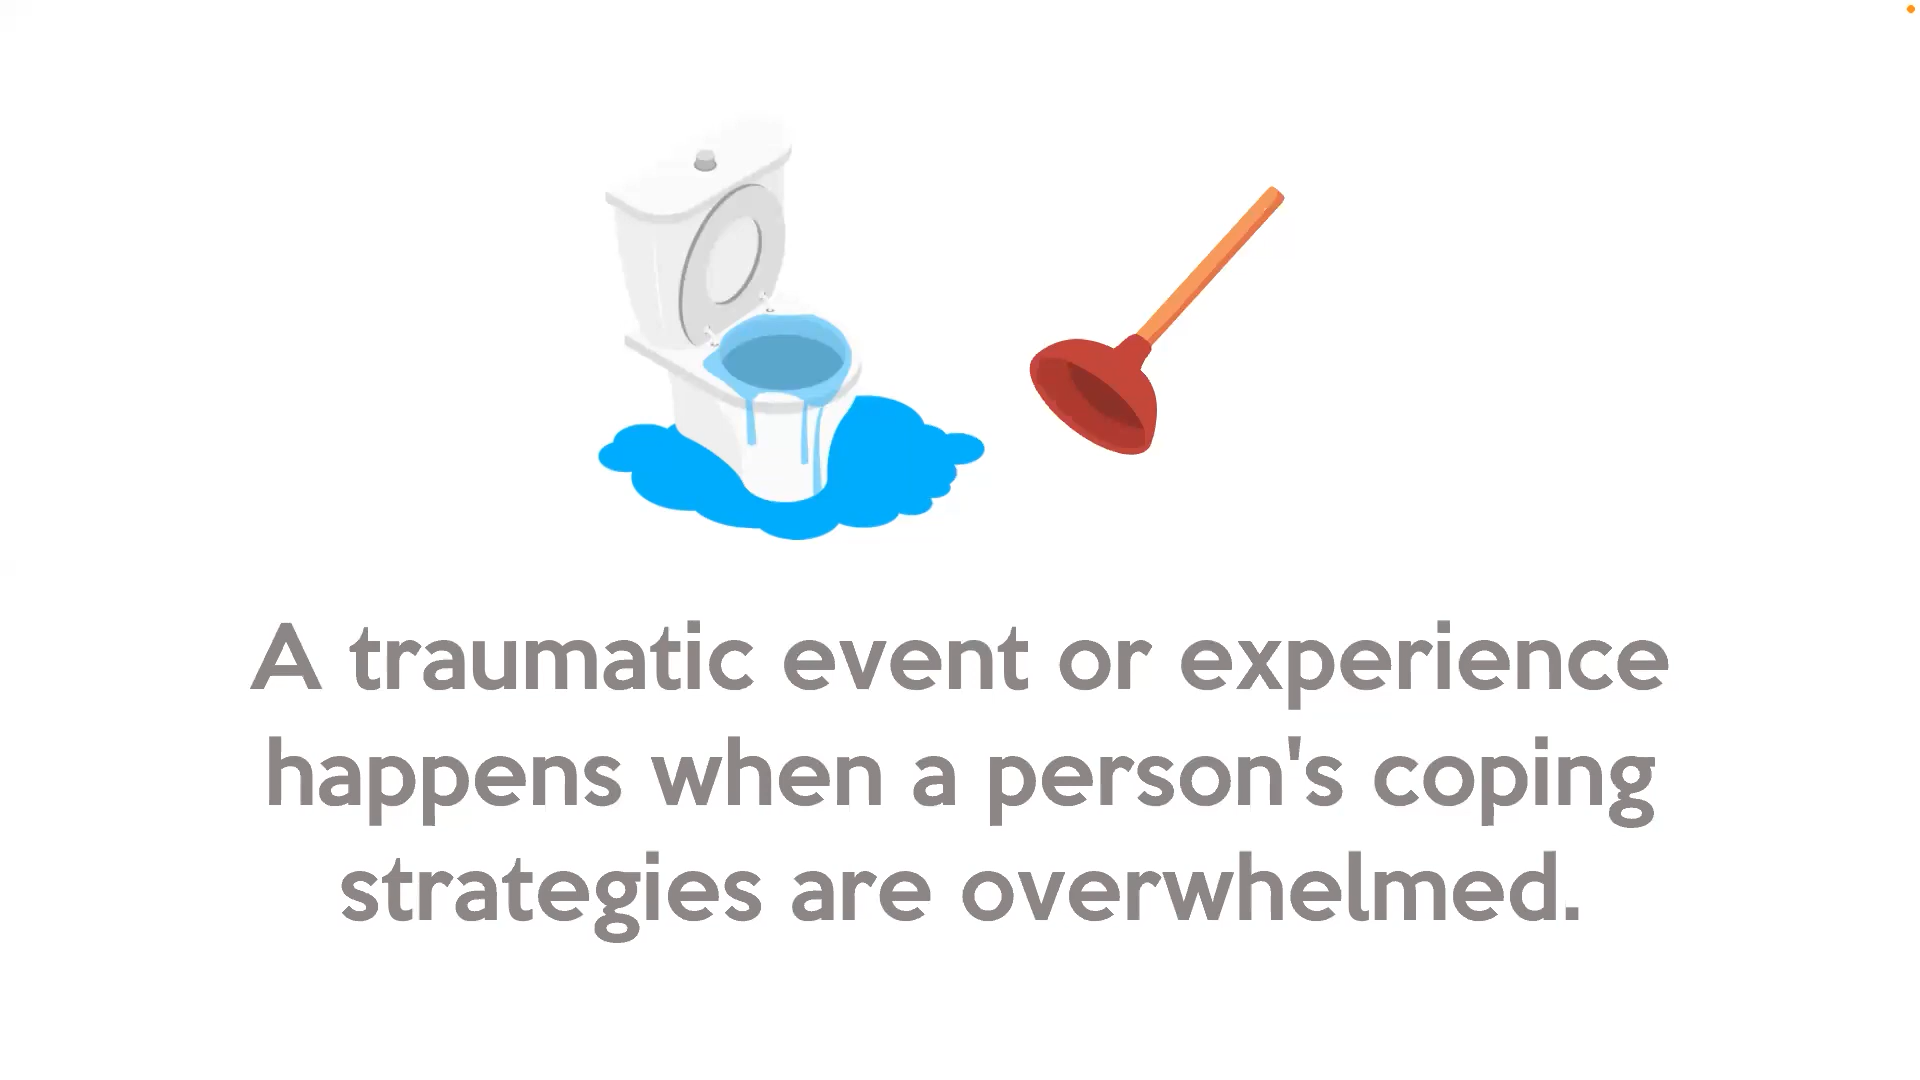 A traumatic event or experience
happens when a person's coping
strategies are overwhelmed.